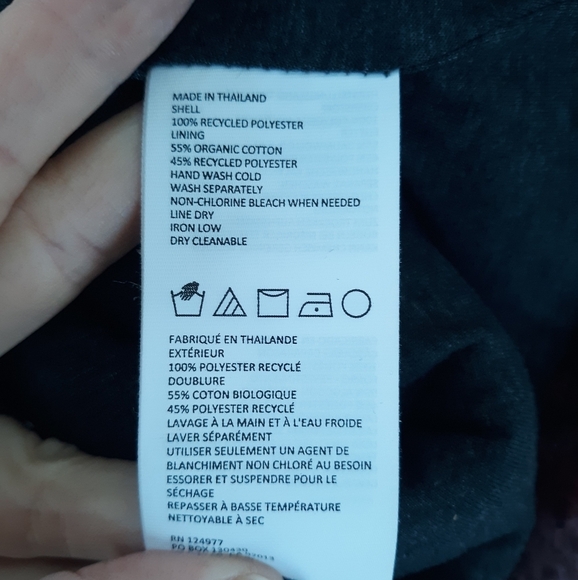 MADE IN THAILAND
SHELL
100% RECYCLED POLYESTER
LINING
55% ORGANIC COTTON
45% RECYCLED POLYESTER
HAND WASH COLD
WASH SEPARATELY
NON-CHLORINE BLEACH WHEN NEEDED
LINE DRY
IRON LOW
DRY CLEANABLE
FABRIQUÉ EN THAILANDE
EXTÉRIEUR
100% POLYESTER RECYCLÉ
DOUBLURE
55% COTON BIOLOGIQUE
45% POLYESTER RECYCLÉ
LAVAGE À LA MAIN ET À L'EAU FROIDE
LAVER SÉPARÉMENT
UTILISER SEULEMENT UN AGENT DE
BLANCHIMENT NON CHLORÉ AU BESOIN
ESSORER ET SUSPENDRE POUR LE
SÉCHAGE
REPASSER À BASSE TEMPÉRATURE
NETTOYABLE À SEC
RN 124977
PO BOX